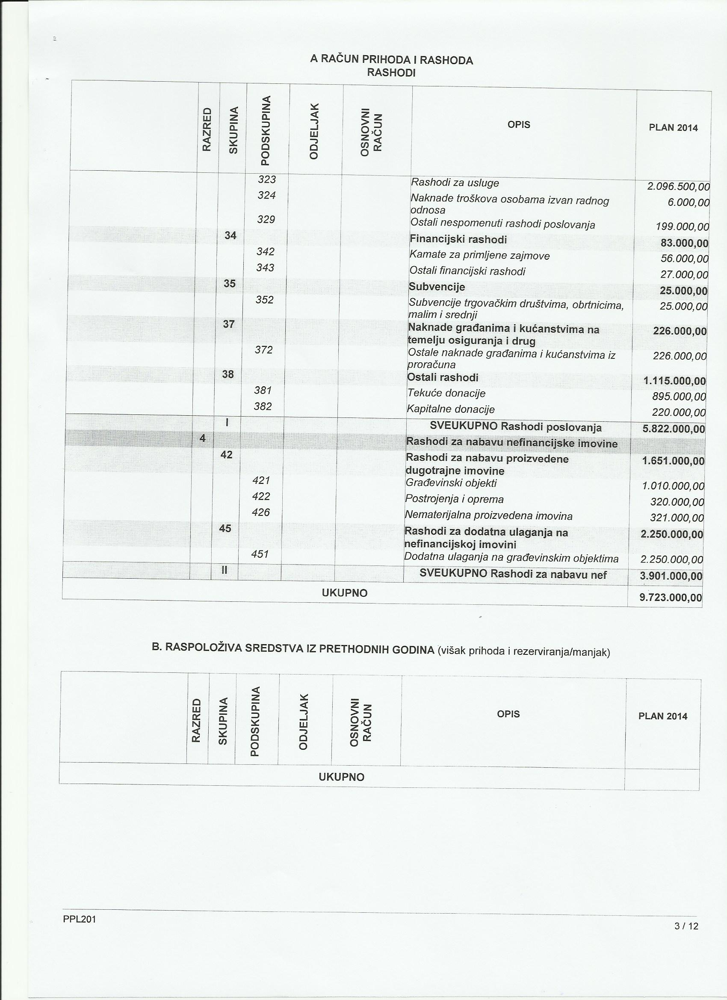 A RAČUN PRIHODA I RASHODA
RASHODI
RAZRED SKUPINA PODSKUPINA ODJELJAK OSNOVNI RAČUN OPIS PLAN 2014
323 Rashodi za usluge 2.096.500,00
324 Naknade troškova osobama izvan radnog 6.000,00
odnosa
329 Ostali nespomenuti rashodi poslovanja 199.000,00
34 Financijski rashodi 83.000,00
342 Kamate za primljene zajmove 56.000,00
343 Ostali financijski rashodi 27.000,00
35 Subvencije 25.000,00
352 Subvencije trgovačkim društvima, obrtnicima, 25.000,00
malim i srednji
37 Naknade građanima i kućanstvima na 226.000,00
temelju osiguranja i drug
372 Ostale naknade građanima i kućanstvima iz 226.000,00
proračuna
38 Ostali rashodi 1.115.000,00
381 Tekuće donacije 895.000,00
382 Kapitalne donacije 220.000,00
I SVEUKUPNO Rashodi poslovanja 5.822.000,00
4 Rashodi za nabavu nefinancijske imovine
42 Rashodi za nabavu proizvedene 1.651.000,00
dugotrajne imovine
421 Građevinski objekti 1.010.000,00
422 Postrojenja i oprema 320.000,00
426 Nematerijalna proizvedena imovina 321.000,00
45 Rashodi za dodatna ulaganja na 2.250.000,00
nefinancijskoj imovini
451 Dodatna ulaganja na građevinskim objektima 2.250.000,00
II SVEUKUPNO Rashodi za nabavu nef 3.901.000,00
UKUPNO 9.723.000,00
B. RASPOLOŽIVA SREDSTVA IZ PRETHODNIH GODINA (višak prihoda i rezerviranja/manjak)
RAZRED SKUPINA PODSKUPINA ODJELJAK OSNOVNI RAČUN OPIS PLAN 2014
UKUPNO
PPL201 3 / 12